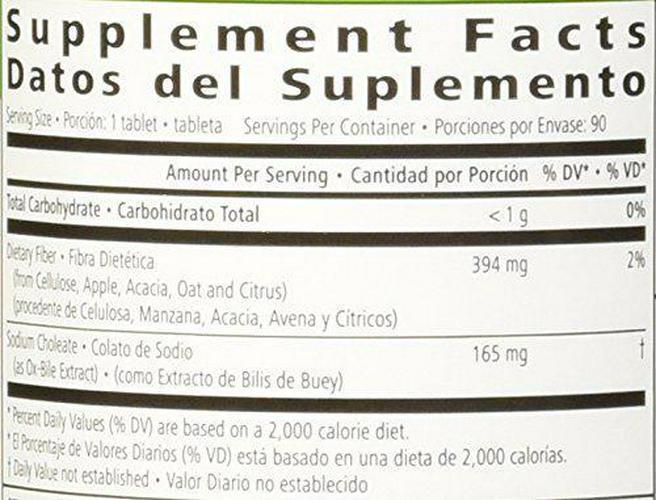 Supplement Facts
Datos del Suplemento
Serving Size • Porción: 1 tablet • tableta Servings Per Container • Porciones por Envase: 90
Amount Per Serving • Cantidad por Porción % DV* • % VD*
Total Carbohydrate • Carbohidrato Total < 1 g 0%
Dietary Fiber • Fibra Dietética 394 mg 2%
(from Cellulose, Apple, Acacia, Oat and Citrus)
(procedente de Celulosa, Manzana, Acacia, Avena y Cítricos)
Sodium Choleate • Colato de Sodio 165 mg †
(as Ox-Bile Extract) • (como Extracto de Bilis de Buey)
*Percent Daily Values (% DV) are based on a 2,000 calorie diet.
*El Porcentaje de Valores Diarios (% VD) está basado en una dieta de 2,000 calorías.
† Daily Value not established • Valor Diario no establecido